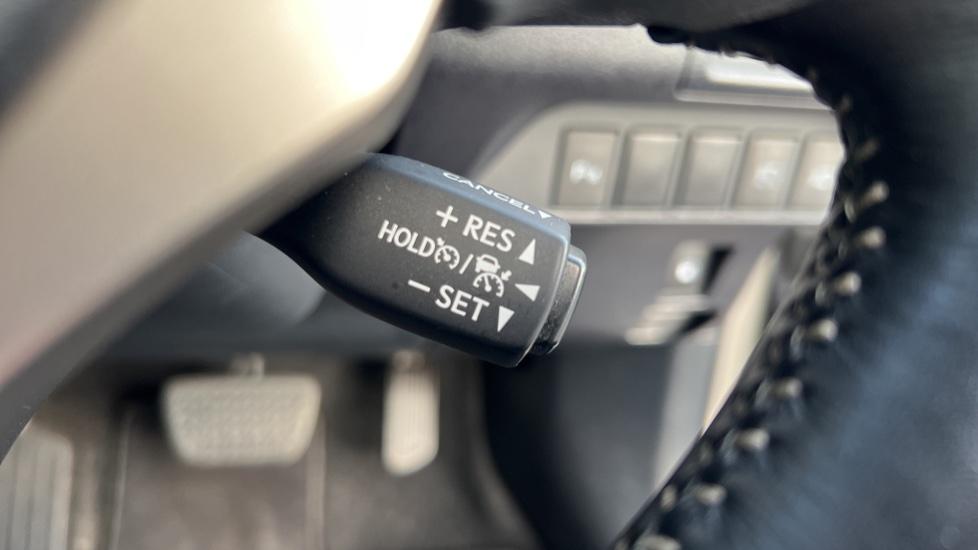 CANCEL▼
+ RES ▲
HOLD / ◀
− SET ▼